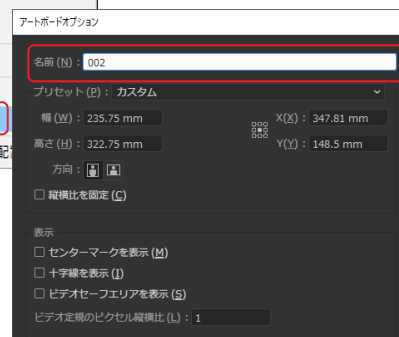 アートボードオプション
名前 (N) : 002
プリセット (P) : カスタム
幅 (W) : 235.75 mm X(X) : 347.81 mm
高さ (H) : 322.75 mm Y(Y) : 148.5 mm
方向 :
縦横比を固定 (C)
表示
センターマークを表示 (M)
十字線を表示 (I)
ビデオセーフエリアを表示 (S)
ビデオ定規のピクセル縦横比 (L) : 1